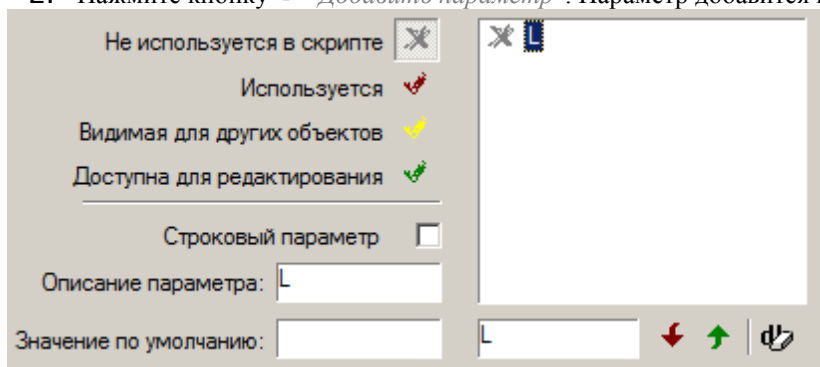 2. Нажмите кнопку - "Добавить параметр". Параметр добавится
Не используется в скрипте
L
Используется
Видимая для других объектов
Доступна для редактирования
Строковый параметр
Описание параметра: L
Значение по умолчанию:
L